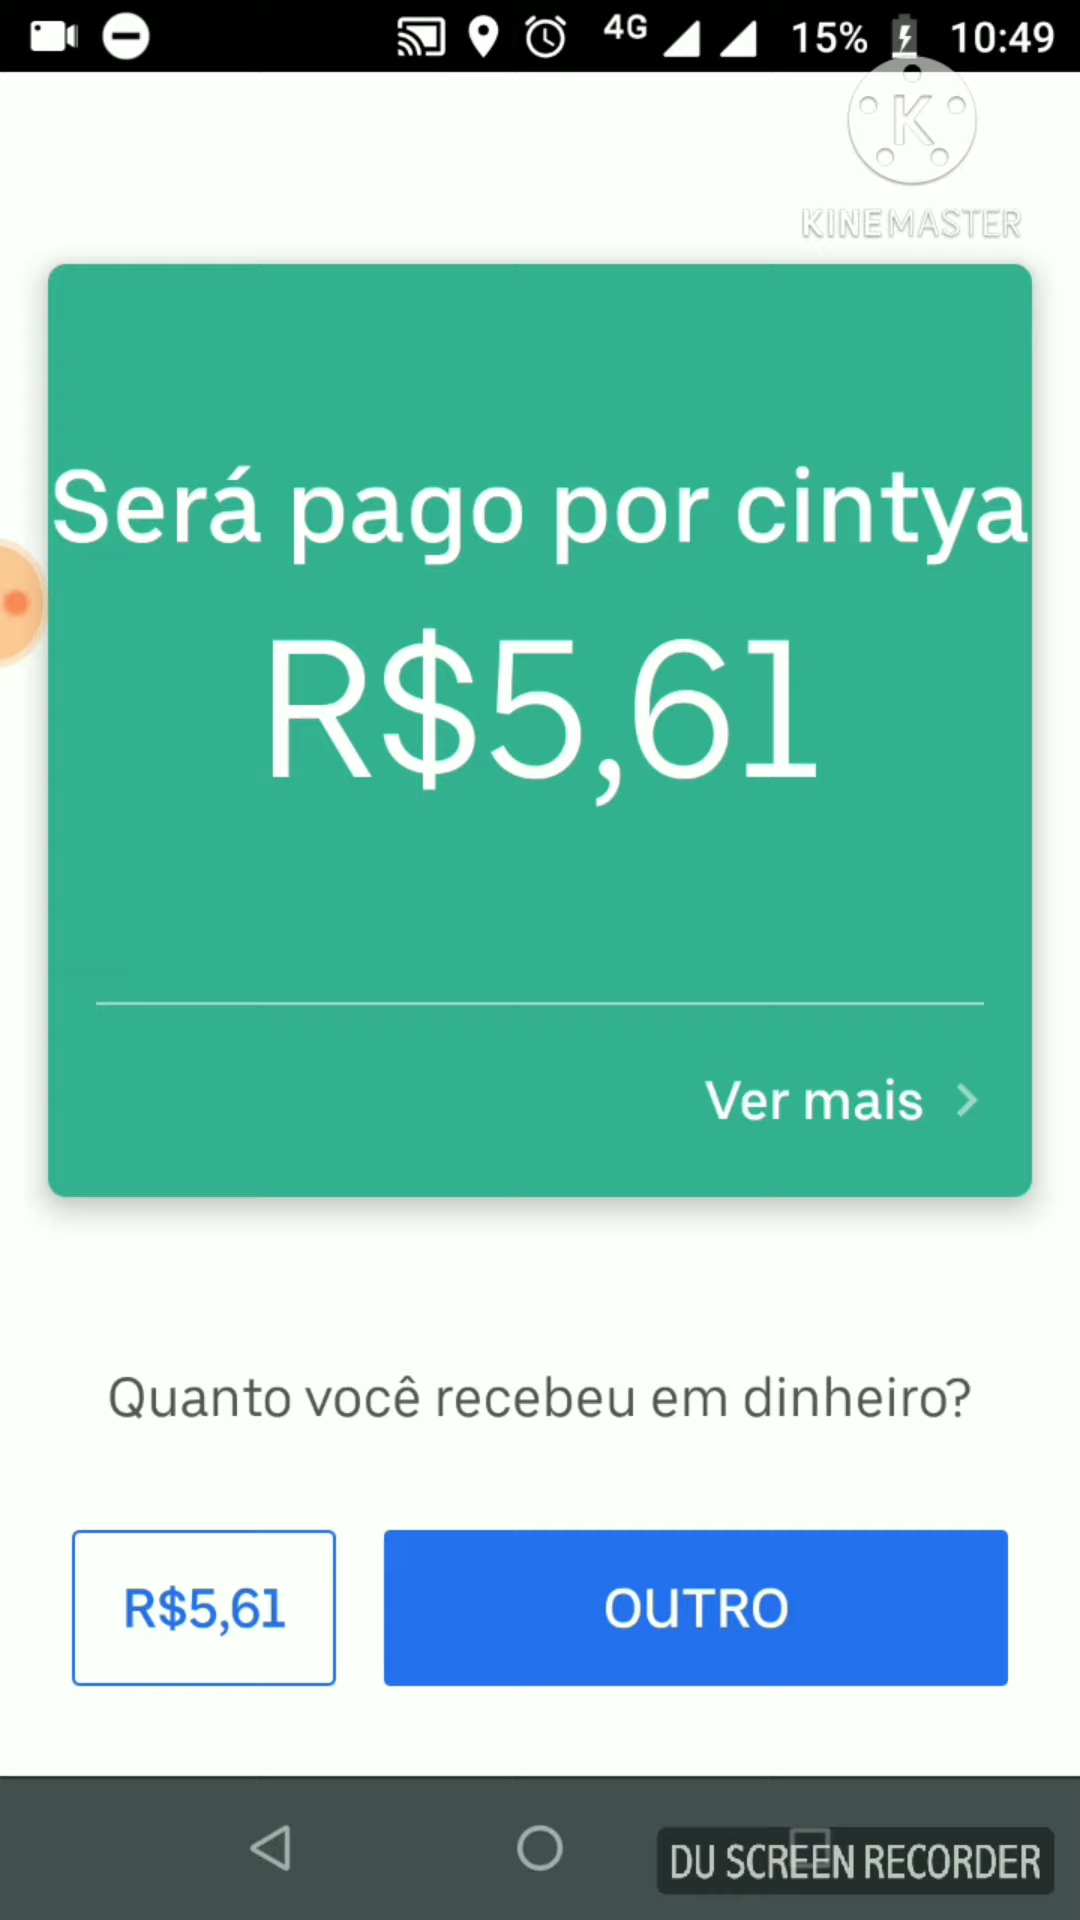 4G 15% 10:49
K
KINEMASTER
Será pago por cintya
R$5,61
Ver mais
Quanto você recebeu em dinheiro?
R$5,61
OUTRO
DU SCREEN RECORDER